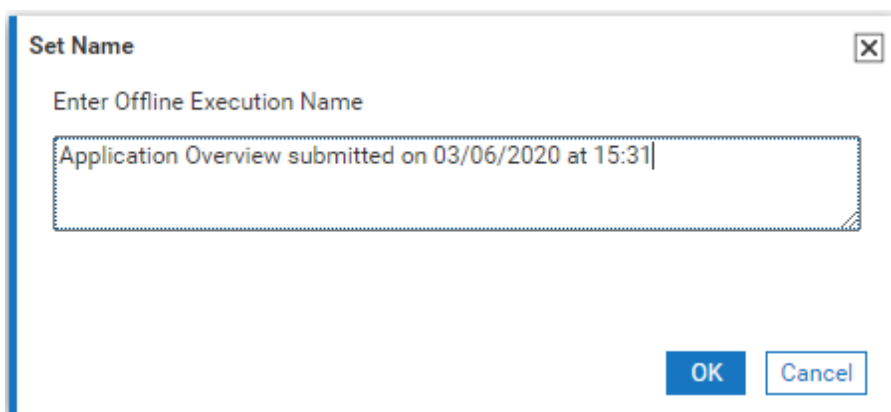 Set Name
Enter Offline Execution Name
Application Overview submitted on 03/06/2020 at 15:31
OK
Cancel